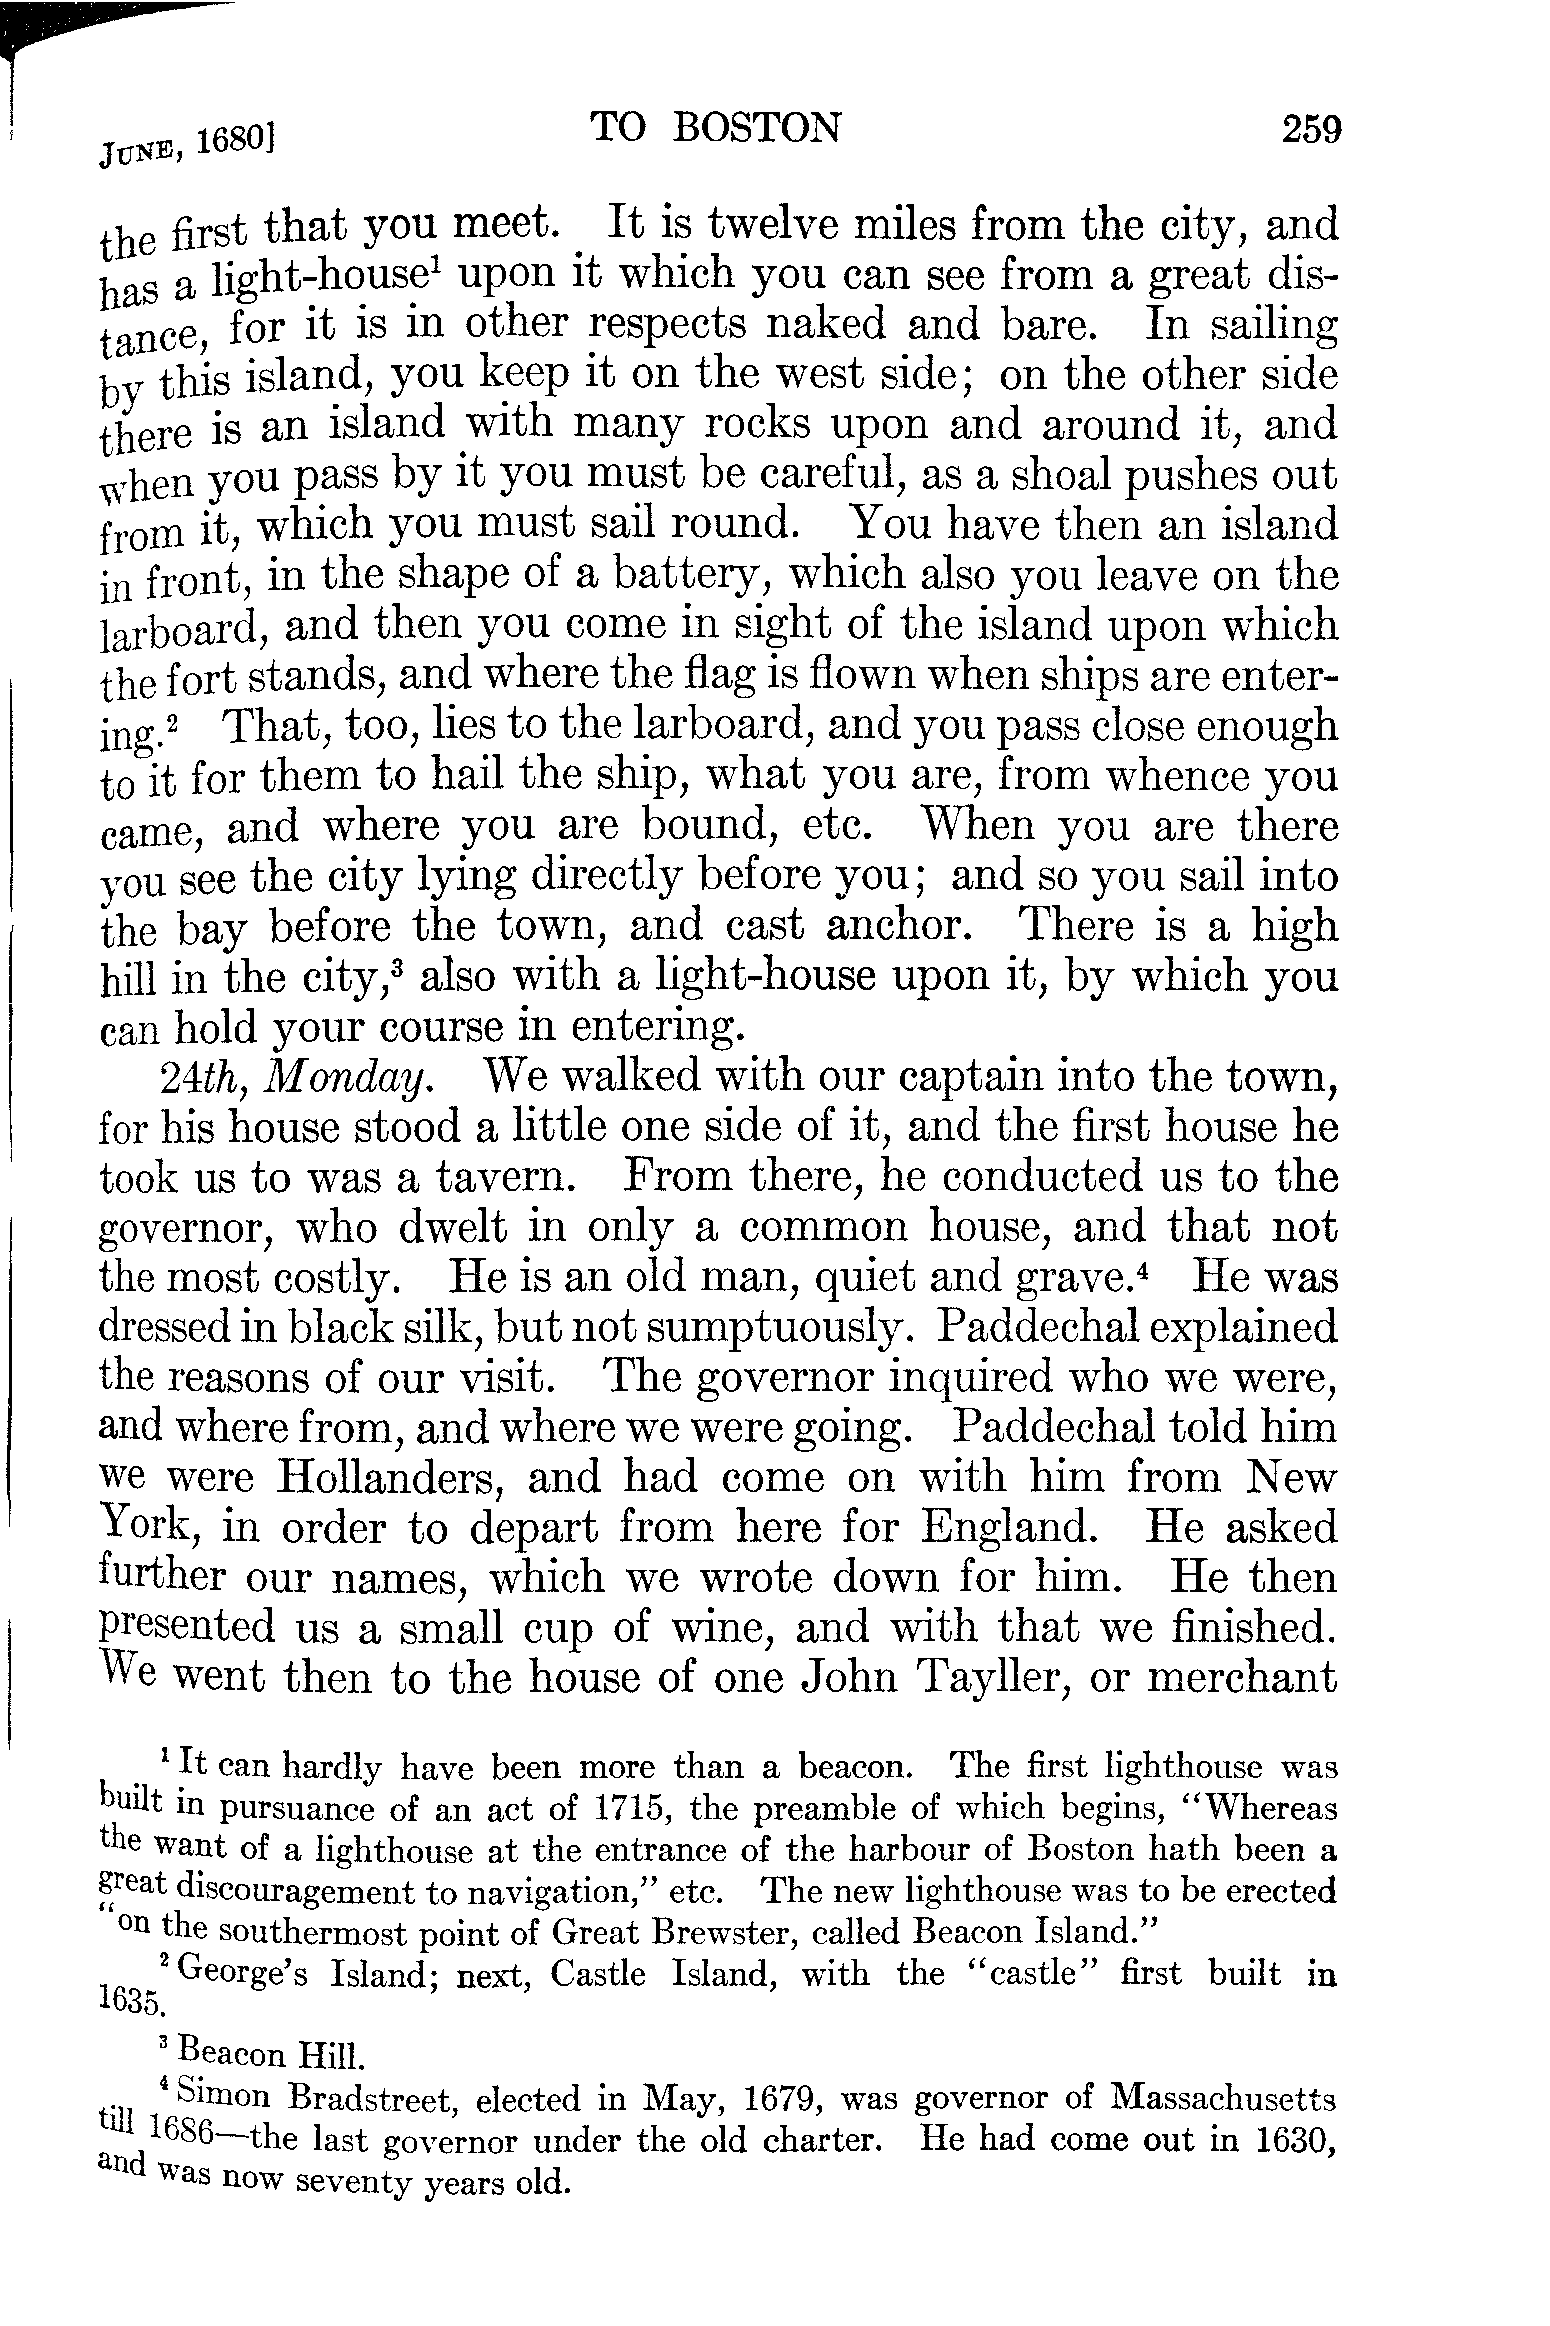 JUNE, 1680] TO BOSTON 259
the first that you meet. It is twelve miles from the city, and
has a light-house¹ upon it which you can see from a great dis-
tance, for it is in other respects naked and bare. In sailing
by this island, you keep it on the west side; on the other side
there is an island with many rocks upon and around it, and
when you pass by it you must be careful, as a shoal pushes out
from it, which you must sail round. You have then an island
in front, in the shape of a battery, which also you leave on the
larboard, and then you come in sight of the island upon which
the fort stands, and where the flag is flown when ships are enter-
ing.² That, too, lies to the larboard, and you pass close enough
to it for them to hail the ship, what you are, from whence you
came, and where you are bound, etc. When you are there
you see the city lying directly before you; and so you sail into
the bay before the town, and cast anchor. There is a high
hill in the city,³ also with a light-house upon it, by which you
can hold your course in entering.
24th, Monday. We walked with our captain into the town,
for his house stood a little one side of it, and the first house he
took us to was a tavern. From there, he conducted us to the
governor, who dwelt in only a common house, and that not
the most costly. He is an old man, quiet and grave.⁴ He was
dressed in black silk, but not sumptuously. Paddechal explained
the reasons of our visit. The governor inquired who we were,
and where from, and where we were going. Paddechal told him
we were Hollanders, and had come on with him from New
York, in order to depart from here for England. He asked
further our names, which we wrote down for him. He then
presented us a small cup of wine, and with that we finished.
We went then to the house of one John Tayller, or merchant
¹ It can hardly have been more than a beacon. The first lighthouse was
built in pursuance of an act of 1715, the preamble of which begins, "Whereas
the want of a lighthouse at the entrance of the harbour of Boston hath been a
great discouragement to navigation," etc. The new lighthouse was to be erected
"on the southermost point of Great Brewster, called Beacon Island."
² George's Island; next, Castle Island, with the "castle" first built in
1635.
³ Beacon Hill.
⁴ Simon Bradstreet, elected in May, 1679, was governor of Massachusetts
till 1686—the last governor under the old charter. He had come out in 1630,
and was now seventy years old.